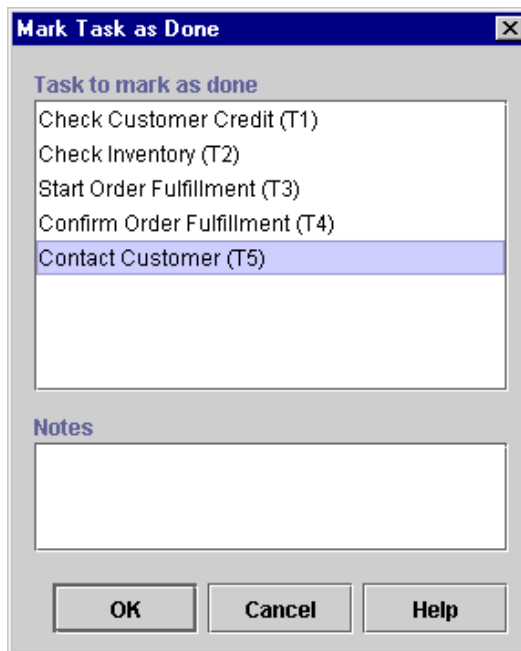 Mark Task as Done
Task to mark as done
Check Customer Credit (T1)
Check Inventory (T2)
Start Order Fulfillment (T3)
Confirm Order Fulfillment (T4)
Contact Customer (T5)
Notes
OK Cancel Help